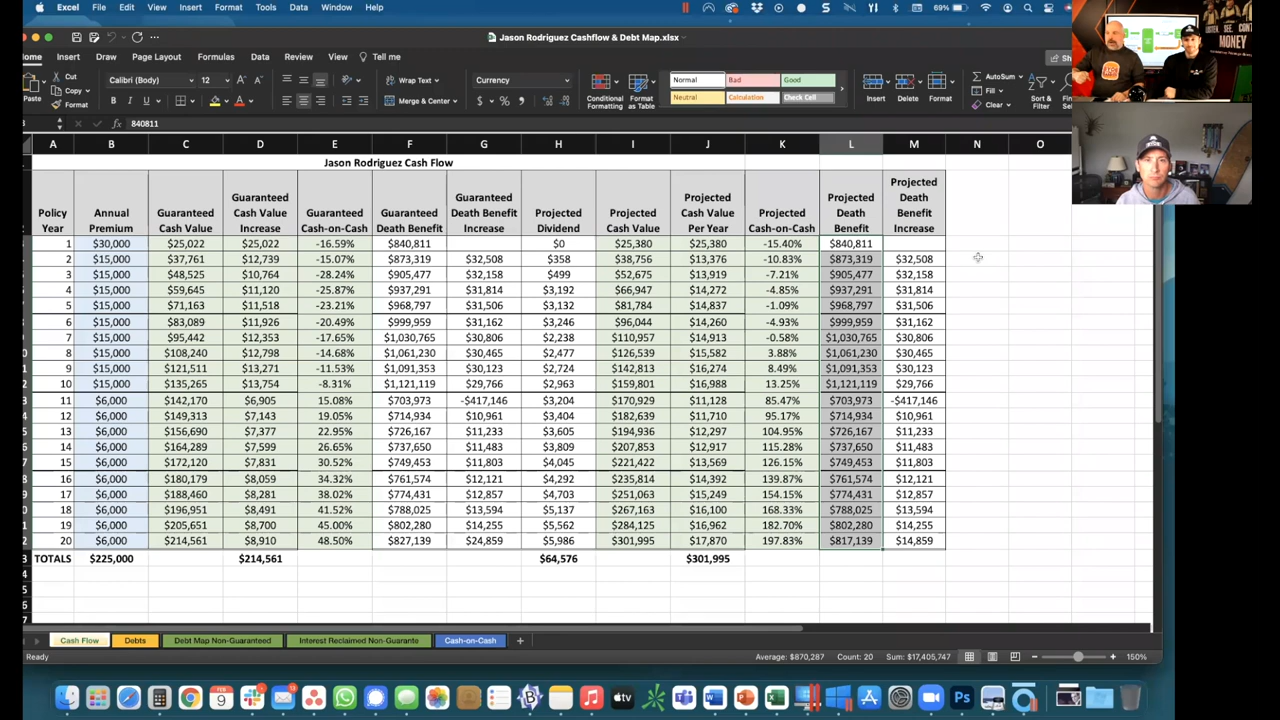 Excel File Edit View Insert Format Tools Data Window Help 69%
Jason Rodriguez Cashflow & Debt Map.xlsx
LISTEN. SEE.
MONEY
Insert Draw Page Layout Formulas Data Review View Tell me
Cut Calibri (Body) 12 Wrap Text Currency Normal Bad Good AutoSum
Copy Fill
Paste Format Merge & Center Conditional Formatting Format as Table Neutral Calculation Check Cell Insert Delete Format Clear Sort & Filter
840811
A B C D E F G H I J K L M N O
Jason Rodriguez Cash Flow
Policy Year Annual Premium Guaranteed Cash Value Guaranteed Cash Value Increase Guaranteed Cash-on-Cash Guaranteed Death Benefit Guaranteed Death Benefit Increase Projected Dividend Projected Cash Value Projected Cash Value Per Year Projected Cash-on-Cash Projected Death Benefit Projected Death Benefit Increase
1 $30,000 $25,022 $25,022 -16.59% $840,811 $0 $25,380 $25,380 -15.40% $840,811
2 $15,000 $37,761 $12,739 -15.07% $873,319 $32,508 $358 $38,756 $13,376 -10.83% $873,319 $32,508
3 $15,000 $48,525 $10,764 -28.24% $905,477 $32,158 $499 $52,675 $13,919 -7.21% $905,477 $32,158
4 $15,000 $59,645 $11,120 -25.87% $937,291 $31,814 $3,192 $66,947 $14,272 -4.85% $937,291 $31,814
5 $15,000 $71,163 $11,518 -23.21% $968,797 $31,506 $3,132 $81,784 $14,837 -1.09% $968,797 $31,506
6 $15,000 $83,089 $11,926 -20.49% $999,959 $31,162 $3,246 $96,044 $14,260 -4.93% $999,959 $31,162
7 $15,000 $95,442 $12,353 -17.65% $1,030,765 $30,806 $2,238 $110,957 $14,913 -0.58% $1,030,765 $30,806
8 $15,000 $108,240 $12,798 -14.68% $1,061,230 $30,465 $2,477 $126,539 $15,582 3.88% $1,061,230 $30,465
9 $15,000 $121,511 $13,271 -11.53% $1,091,353 $30,123 $2,724 $142,813 $16,274 8.49% $1,091,353 $30,123
10 $15,000 $135,265 $13,754 -8.31% $1,121,119 $29,766 $2,963 $159,801 $16,988 13.25% $1,121,119 $29,766
11 $6,000 $142,170 $6,905 15.08% $703,973 -$417,146 $3,204 $170,929 $11,128 85.47% $703,973 -$417,146
12 $6,000 $149,313 $7,143 19.05% $714,934 $10,961 $3,404 $182,639 $11,710 95.17% $714,934 $10,961
13 $6,000 $156,690 $7,377 22.95% $726,167 $11,233 $3,605 $194,936 $12,297 104.95% $726,167 $11,233
14 $6,000 $164,289 $7,599 26.65% $737,650 $11,483 $3,809 $207,853 $12,917 115.28% $737,650 $11,483
15 $6,000 $172,120 $7,831 30.52% $749,453 $11,803 $4,045 $221,422 $13,569 126.15% $749,453 $11,803
16 $6,000 $180,179 $8,059 34.32% $761,574 $12,121 $4,292 $235,814 $14,392 139.87% $761,574 $12,121
17 $6,000 $188,460 $8,281 38.02% $774,431 $12,857 $4,703 $251,063 $15,249 154.15% $774,431 $12,857
18 $6,000 $196,951 $8,491 41.52% $788,025 $13,594 $5,137 $267,163 $16,100 168.33% $788,025 $13,594
19 $6,000 $205,651 $8,700 45.00% $802,280 $14,255 $5,562 $284,125 $16,962 182.70% $802,280 $14,255
20 $6,000 $214,561 $8,910 48.50% $827,139 $24,859 $5,986 $301,995 $17,870 197.83% $817,139 $14,859
TOTALS $225,000 $214,561 $64,576 $301,995
Cash Flow Debts Debt Map Non-Guaranteed Interest Reclaimed Non-Guarante Cash-on-Cash
Ready Average: $870,287 Count: 20 Sum: $17,405,747 150%